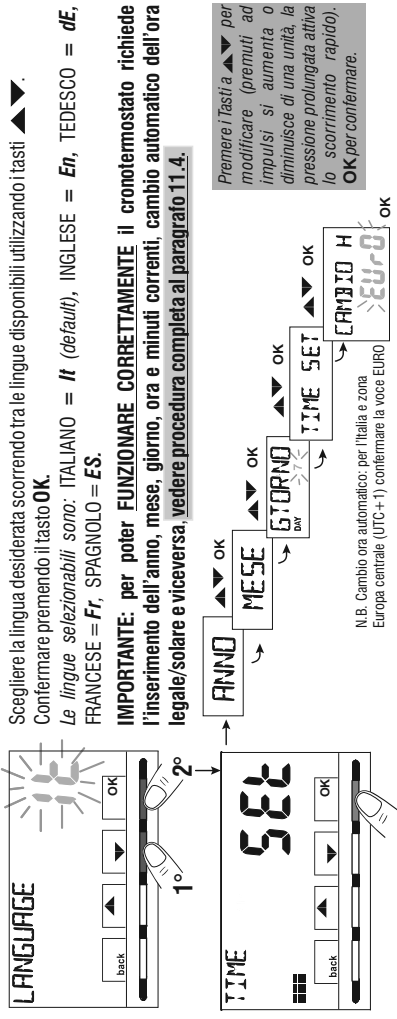 Scegliere la lingua desiderata scorrendo tra le lingue disponibili utilizzando i tasti ▲▼.
Confermare premendo il tasto OK.
Le lingue selezionabili sono: ITALIANO = It (default), INGLESE = En, TEDESCO = dE,
FRANCESE = Fr, SPAGNOLO = ES.
IMPORTANTE: per poter FUNZIONARE CORRETTAMENTE il cronotermostato richiede
l'inserimento dell'anno, mese, giorno, ora e minuti correnti, cambio automatico dell'ora
legale/solare e viceversa, vedere procedura completa al paragrafo 11.4.
LANGUAGE
It
back ▲ ▼ OK
1° 2°
TIME
SEt
back ▲ ▼ OK
ANNO
▲▼ OK
MESE
▲▼ OK
GIORNO
DAY 7
▲▼ OK
TIME SET
▲▼ OK
CAMBIO H
EUrO
OK
Premere i Tasti a ▲▼ per
modificare (premuti ad
impulsi si aumenta o
diminuisce di una unità, la
pressione prolungata attiva
lo scorrimento rapido).
OK per confermare.
N.B. Cambio ora automatico: per l'Italia e zona
Europa centrale (UTC+1) confermare la voce EURO